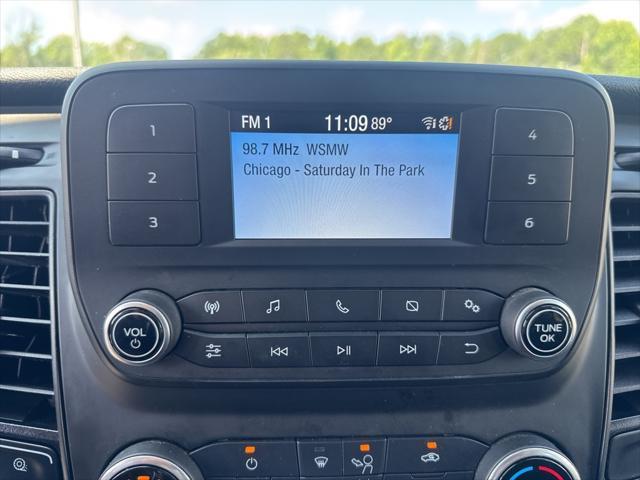 FM 1 11:09 89°
98.7 MHz WSMW
Chicago - Saturday In The Park
1
2
3
4
5
6
VOL
TUNE
OK